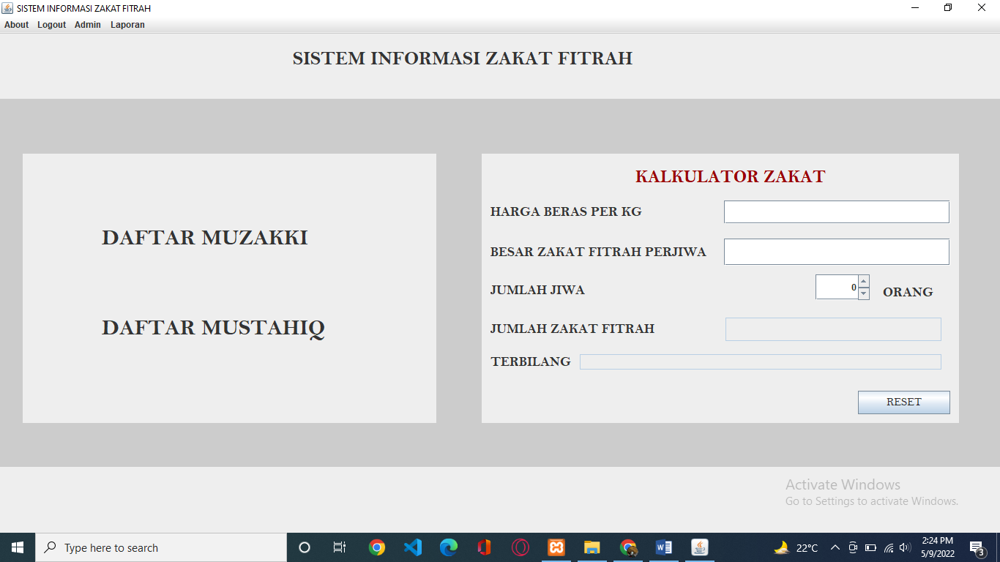 SISTEM INFORMASI ZAKAT FITRAH
About Logout Admin Laporan
SISTEM INFORMASI ZAKAT FITRAH
DAFTAR MUZAKKI
DAFTAR MUSTAHIQ
KALKULATOR ZAKAT
HARGA BERAS PER KG
BESAR ZAKAT FITRAH PERJIWA
JUMLAH JIWA 0 ORANG
JUMLAH ZAKAT FITRAH
TERBILANG
RESET
Activate Windows
Go to Settings to activate Windows.
Type here to search
22°C
2:24 PM
5/9/2022
3